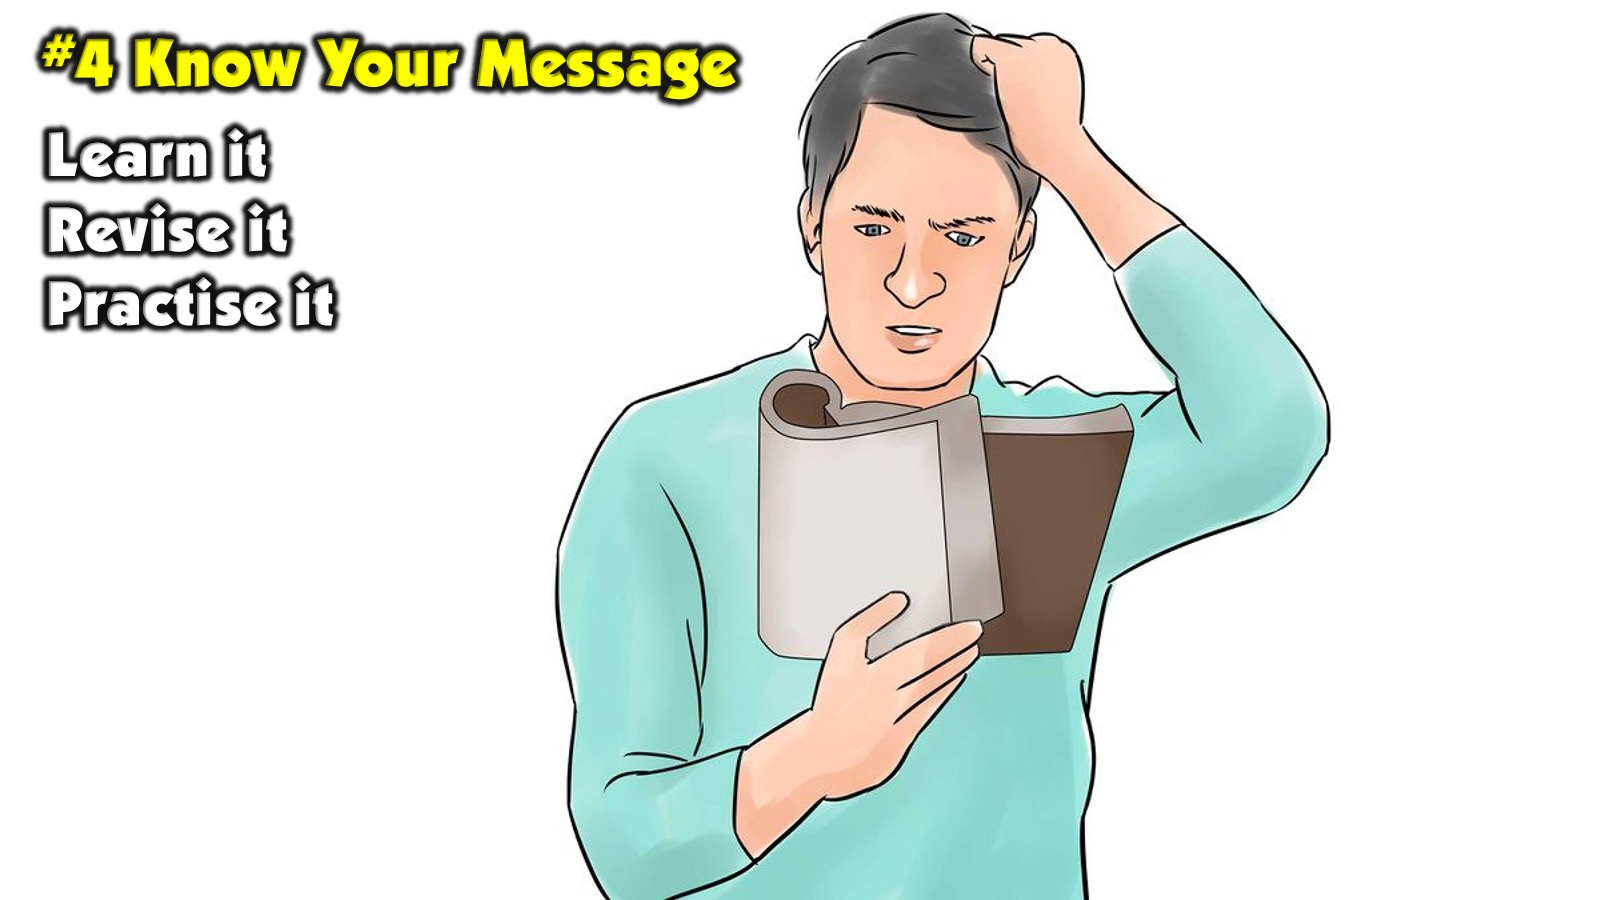 #4 Know Your Message
Learn it
Revise it
Practise it